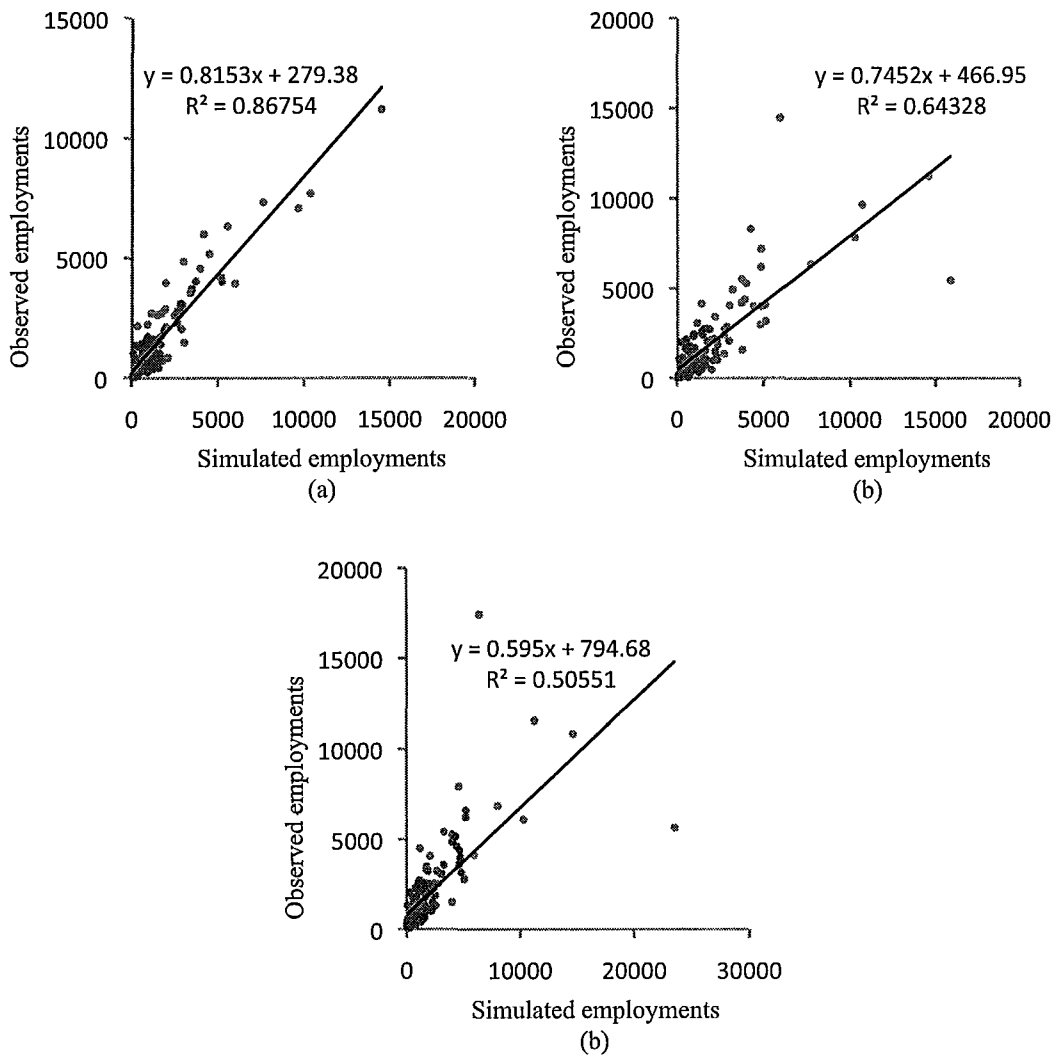 15000
y = 0.8153x + 279.38
R² = 0.86754
10000
5000
0
Observed employments
0 5000 10000 15000 20000
Simulated employments
(a)
20000
y = 0.7452x + 466.95
R² = 0.64328
15000
10000
5000
0
Observed employments
0 5000 10000 15000 20000
Simulated employments
(b)
20000
y = 0.595x + 794.68
R² = 0.50551
15000
10000
5000
0
Observed employments
0 10000 20000 30000
Simulated employments
(b)